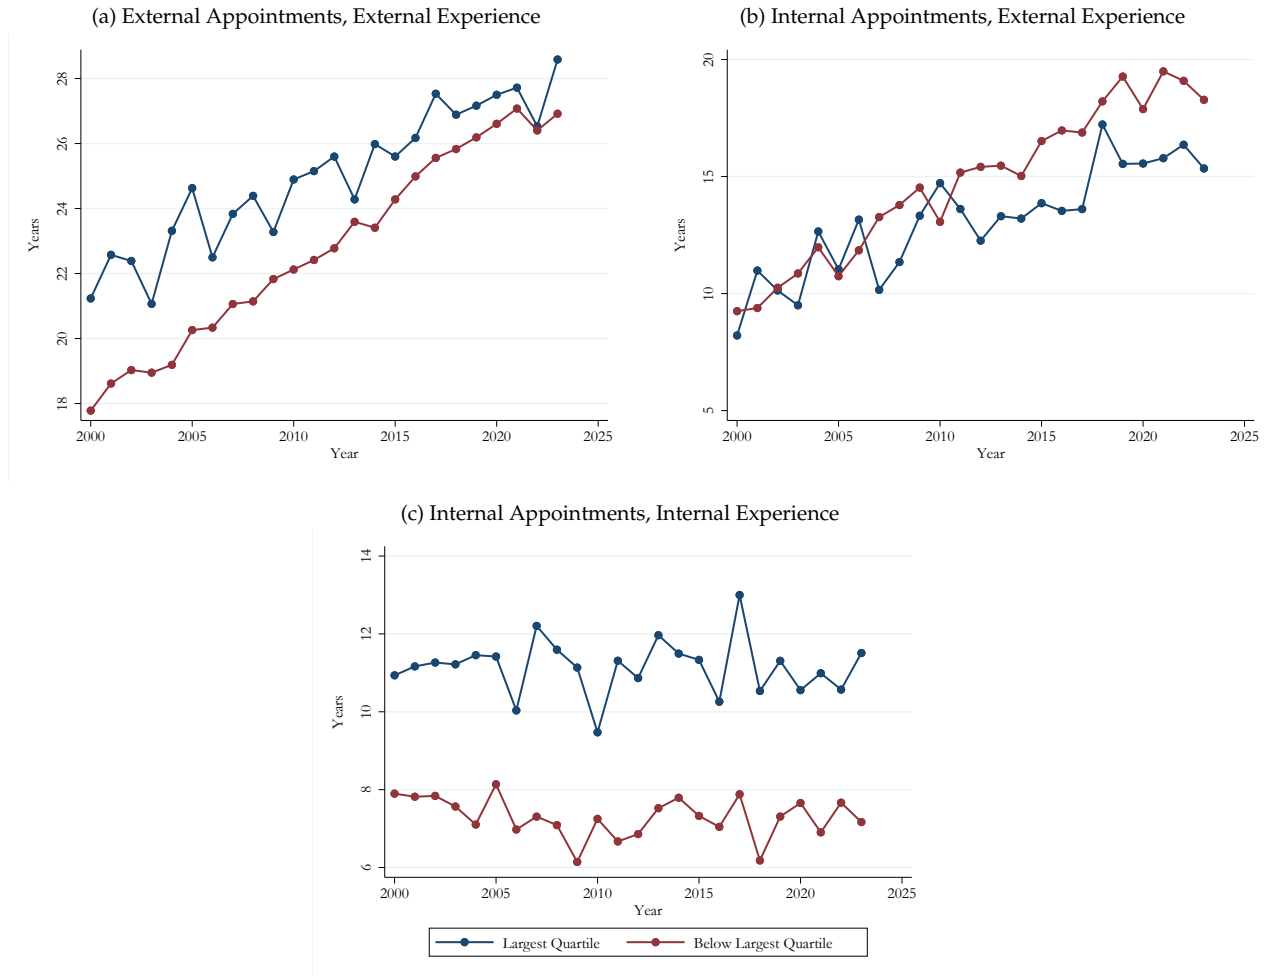 (a) External Appointments, External Experience
28
26
24
22
20
18
Years
2000 2005 2010 2015 2020 2025
Year
(b) Internal Appointments, External Experience
20
15
10
5
Years
2000 2005 2010 2015 2020 2025
Year
(c) Internal Appointments, Internal Experience
14
12
10
8
6
Years
2000 2005 2010 2015 2020 2025
Year
Largest Quartile Below Largest Quartile